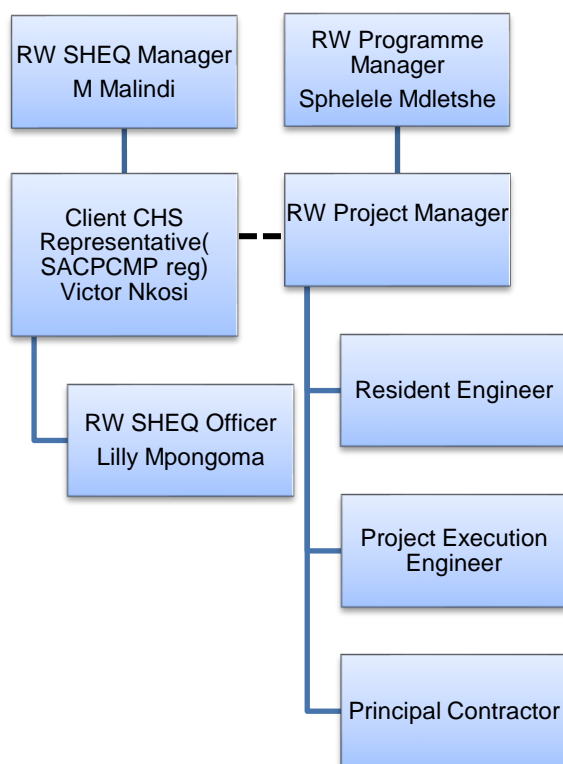 RW SHEQ Manager
M Malindi
RW Programme
Manager
Sphelele Mdletshe
Client CHS
Representative(
SACPCMP reg)
Victor Nkosi
RW Project Manager
RW SHEQ Officer
Lilly Mpongoma
Resident Engineer
Project Execution
Engineer
Principal Contractor